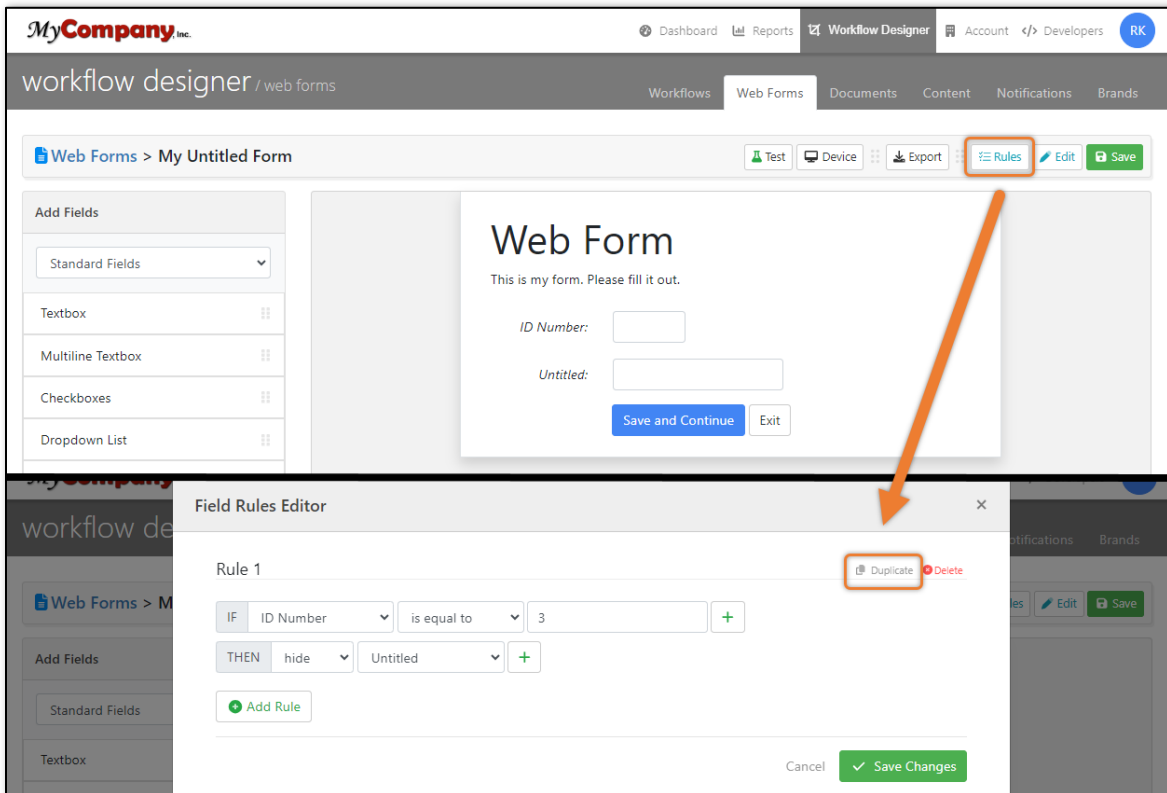 MyCompany, Inc.
Dashboard Reports Workflow Designer Account </> Developers RK
workflow designer / web forms
Workflows Web Forms Documents Content Notifications Brands
Web Forms > My Untitled Form
Test Device Export Rules Edit Save
Add Fields
Standard Fields
Textbox
Multiline Textbox
Checkboxes
Dropdown List
Web Form
This is my form. Please fill it out.
ID Number:
Untitled:
Save and Continue Exit
MyCompany
workflow de
otifications Brands
Web Forms > M
les Edit Save
Add Fields
Standard Fields
Textbox
Field Rules Editor ×
Rule 1 Duplicate Delete
IF ID Number is equal to 3 +
THEN hide Untitled +
Add Rule
Cancel Save Changes